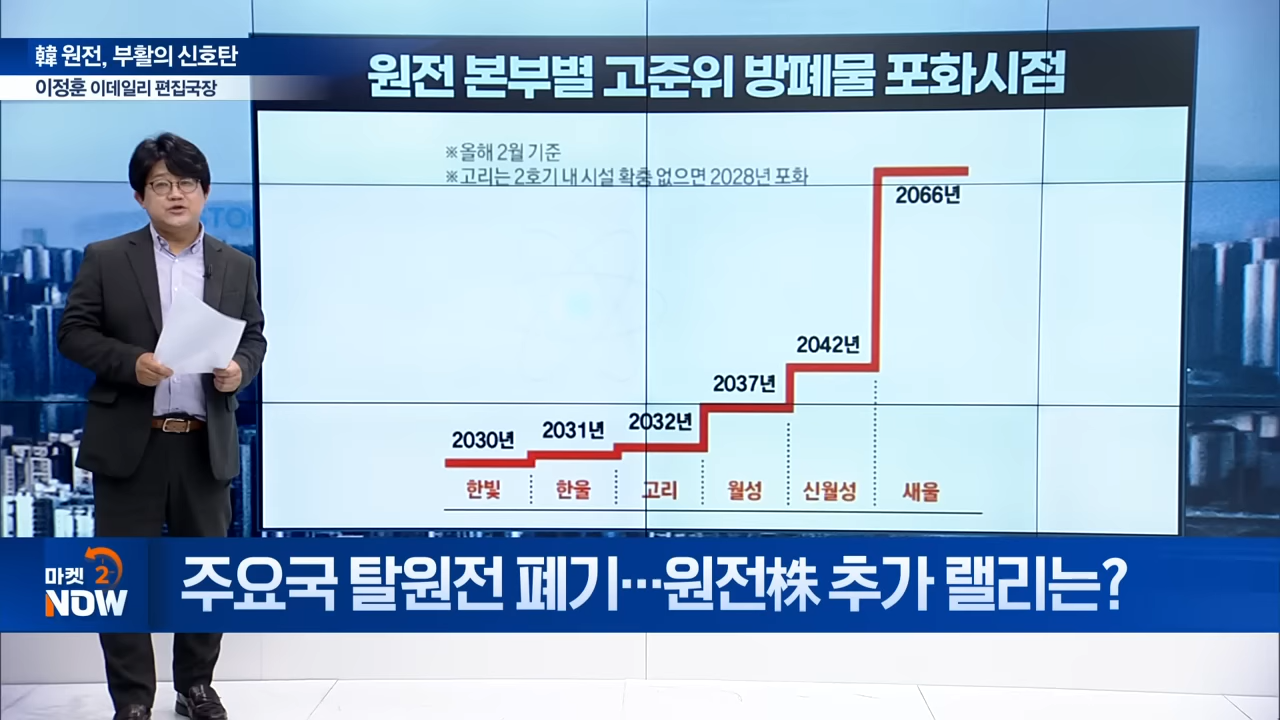 韓 원전, 부활의 신호탄
이정훈 이데일리 편집국장
원전 본부별 고준위 방폐물 포화시점
※올해 2월 기준
※고리는 2호기 내 시설 확충 없으면 2028년 포화
2066년
2042년
2037년
2032년
2031년
2030년
한빛 한울 고리 월성 신월성 새울
마켓 2
NOW
주요국 탈원전 폐기…원전株 추가 랠리는?